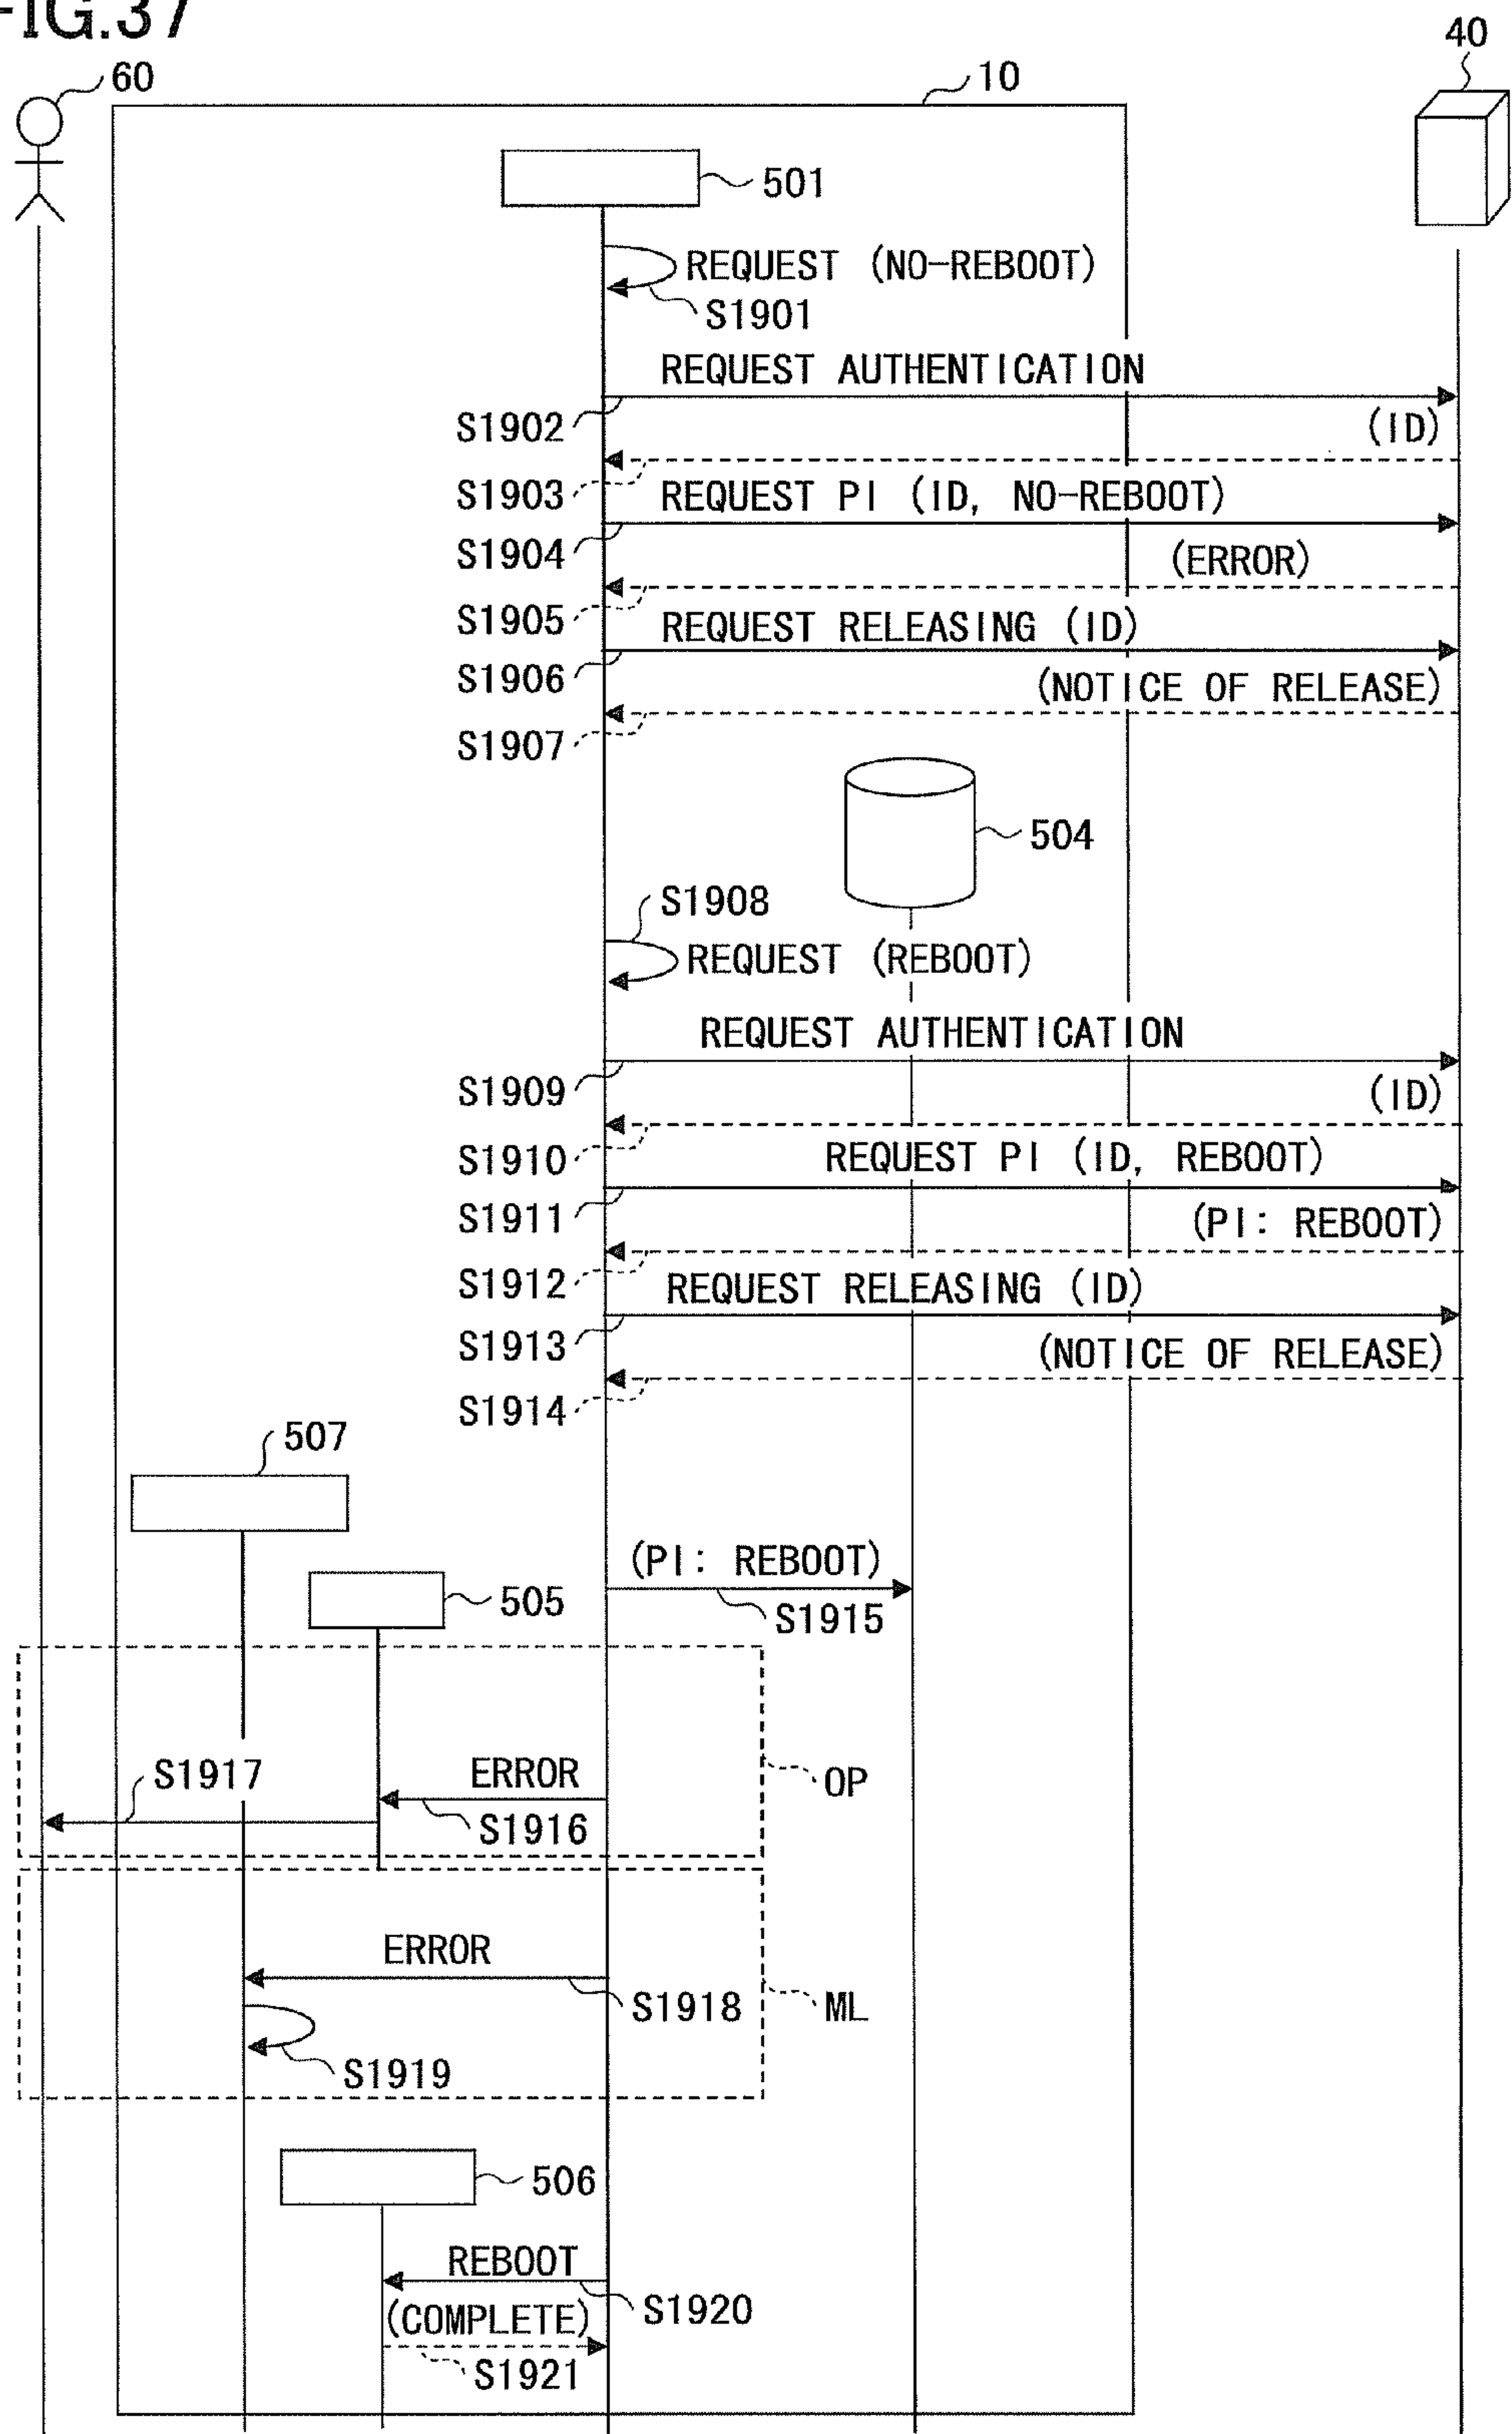 FIG.37
40
60
10
501
REQUEST (NO-REBOOT)
S1901
REQUEST AUTHENTICATION
S1902
(ID)
S1903
REQUEST PI (ID, NO-REBOOT)
S1904
(ERROR)
S1905
REQUEST RELEASING (ID)
S1906
(NOTICE OF RELEASE)
S1907
504
S1908
REQUEST (REBOOT)
REQUEST AUTHENTICATION
S1909
(ID)
S1910
REQUEST PI (ID, REBOOT)
S1911
(PI: REBOOT)
S1912
REQUEST RELEASING (ID)
S1913
(NOTICE OF RELEASE)
S1914
507
(PI: REBOOT)
505
S1915
S1917
ERROR
OP
S1916
ERROR
S1918
ML
S1919
506
REBOOT
S1920
(COMPLETE)
S1921